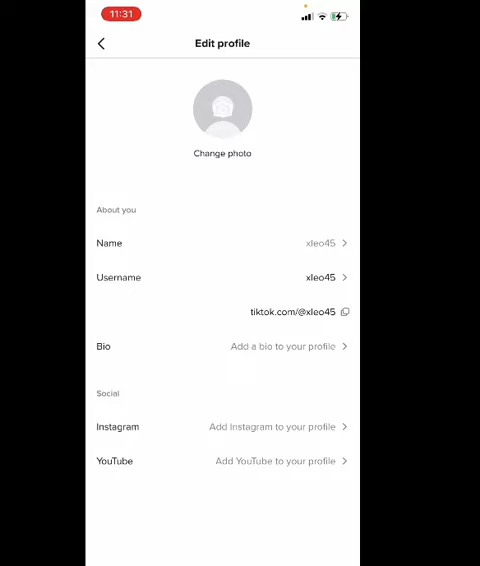 11:31
Edit profile
Change photo
About you
Name xleo45
Username xleo45
tiktok.com/@xleo45
Bio Add a bio to your profile
Social
Instagram Add Instagram to your profile
YouTube Add YouTube to your profile